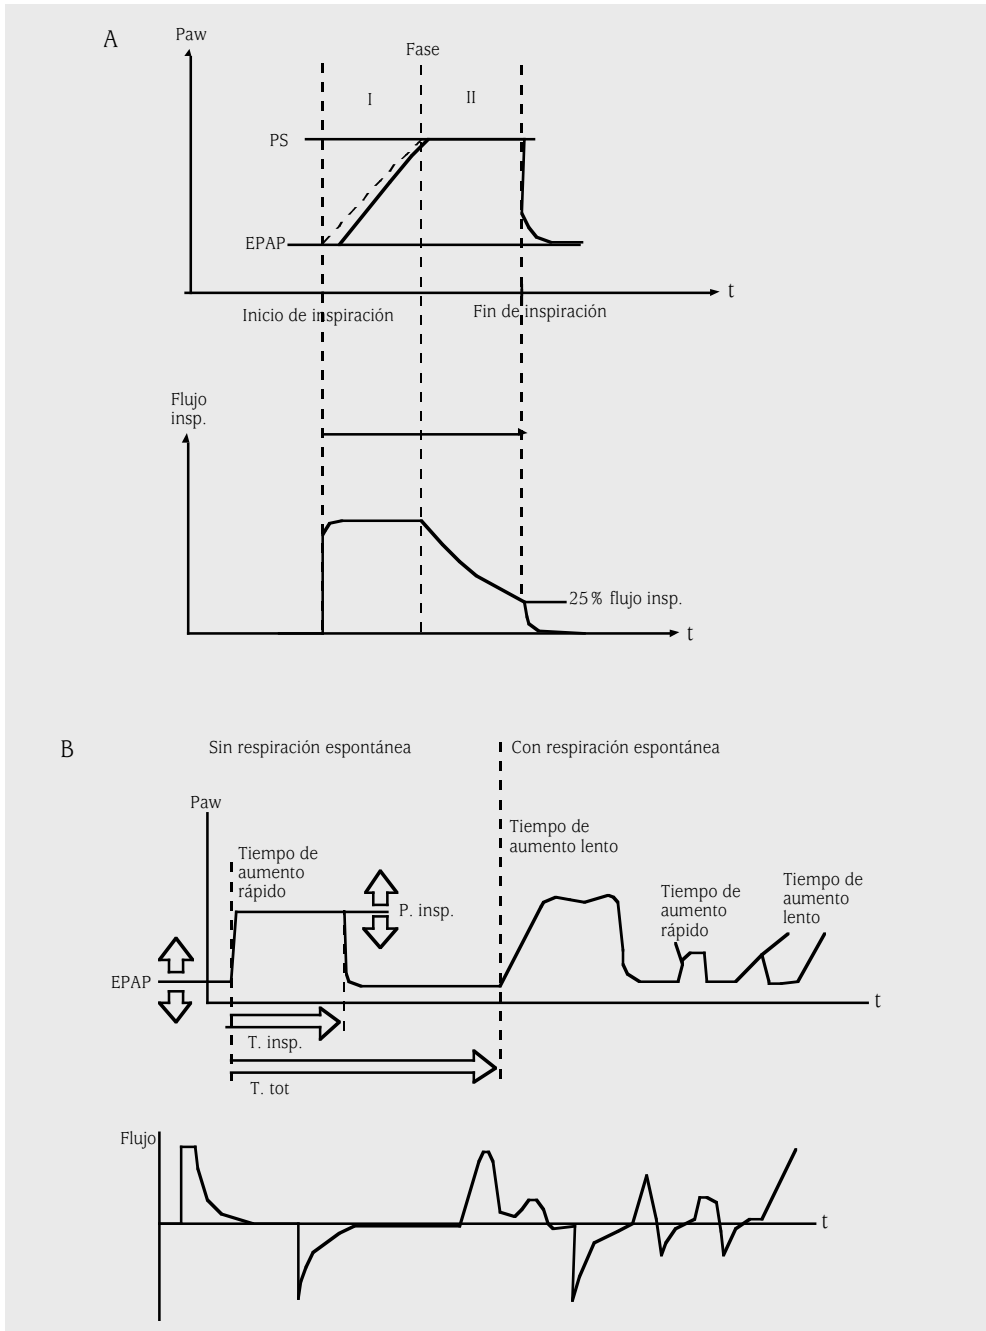 A
Paw
Fase
I
II
PS
EPAP
t
Inicio de inspiración
Fin de inspiración
Flujo
insp.
25% flujo insp.
t
B
Sin respiración espontánea
Con respiración espontánea
Paw
Tiempo de
aumento
rápido
Tiempo de
aumento lento
P. insp.
Tiempo de
aumento
rápido
Tiempo de
aumento
lento
EPAP
t
T. insp.
T. tot
Flujo
t